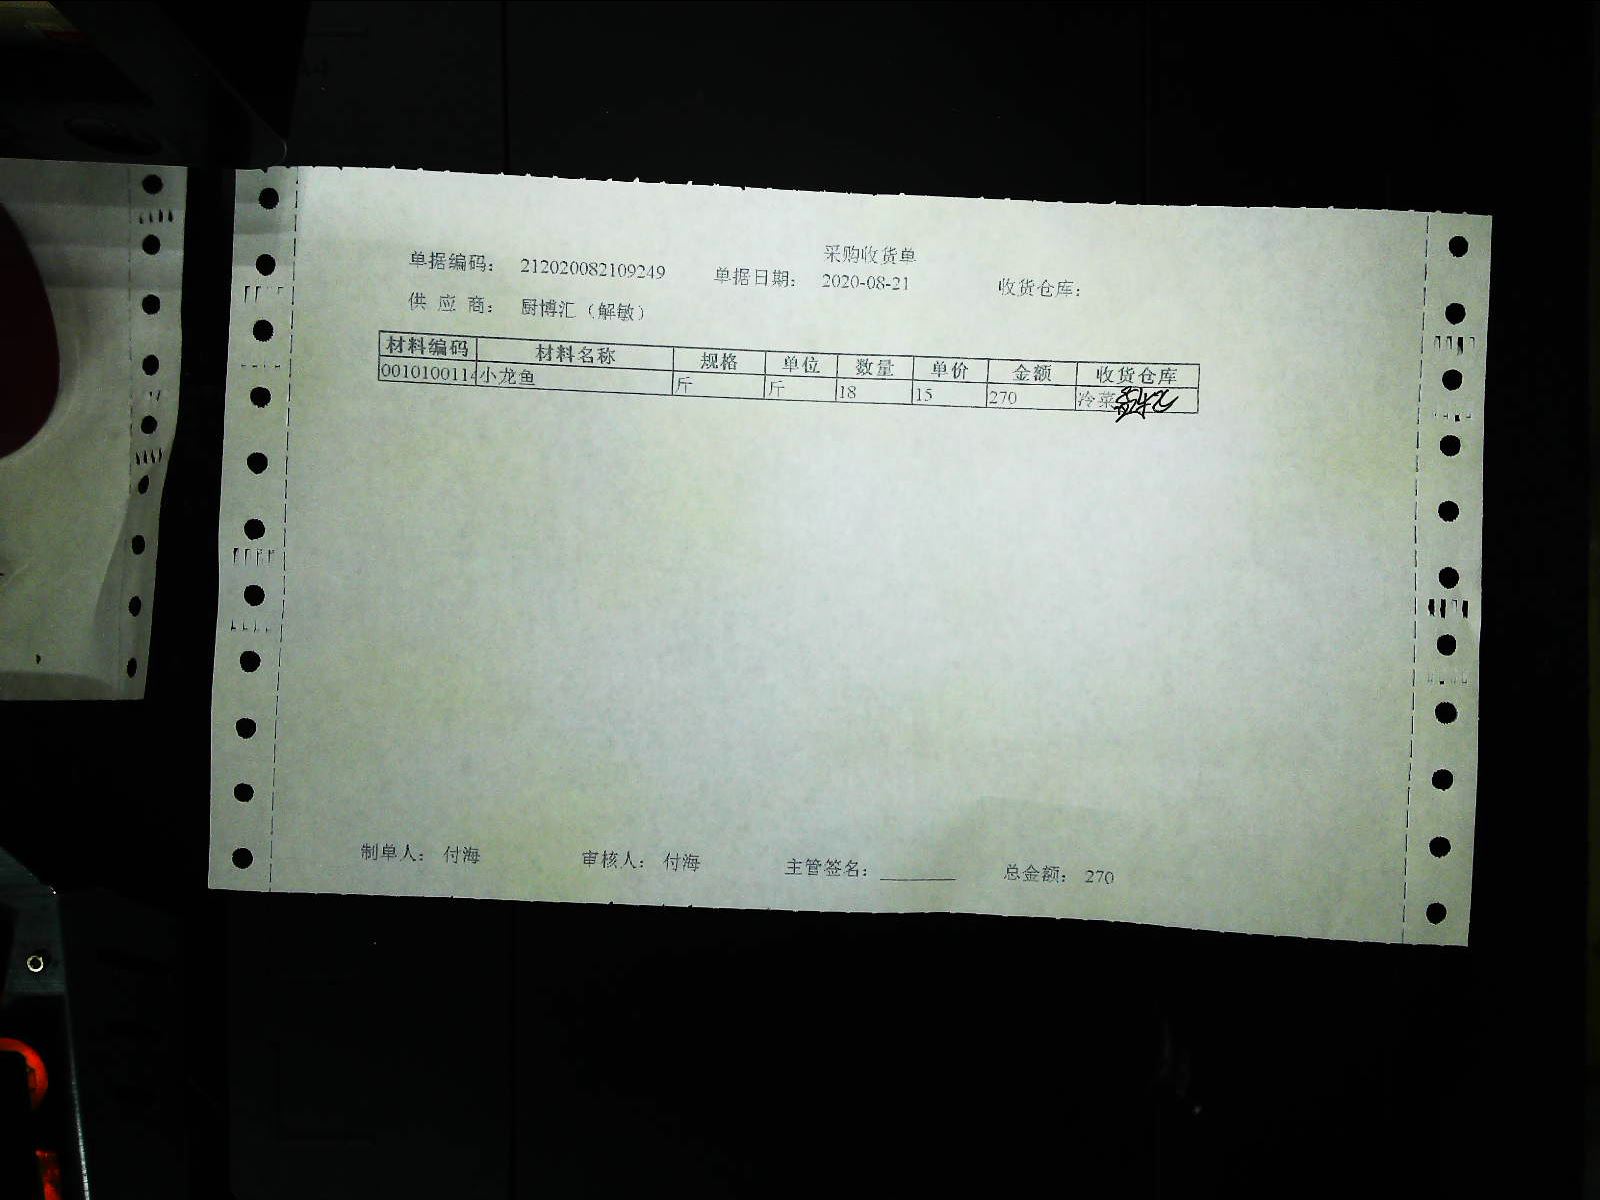 采购收货单
单据编码： 212020082109249 单据日期： 2020-08-21 收货仓库：
供 应 商： 厨博汇（解敏）
材料编码 材料名称 规格 单位 数量 单价 金额 收货仓库
0010100114 小龙鱼 斤 斤 18 15 270 冷菜
制单人： 付海 审核人： 付海 主管签名： 总金额： 270